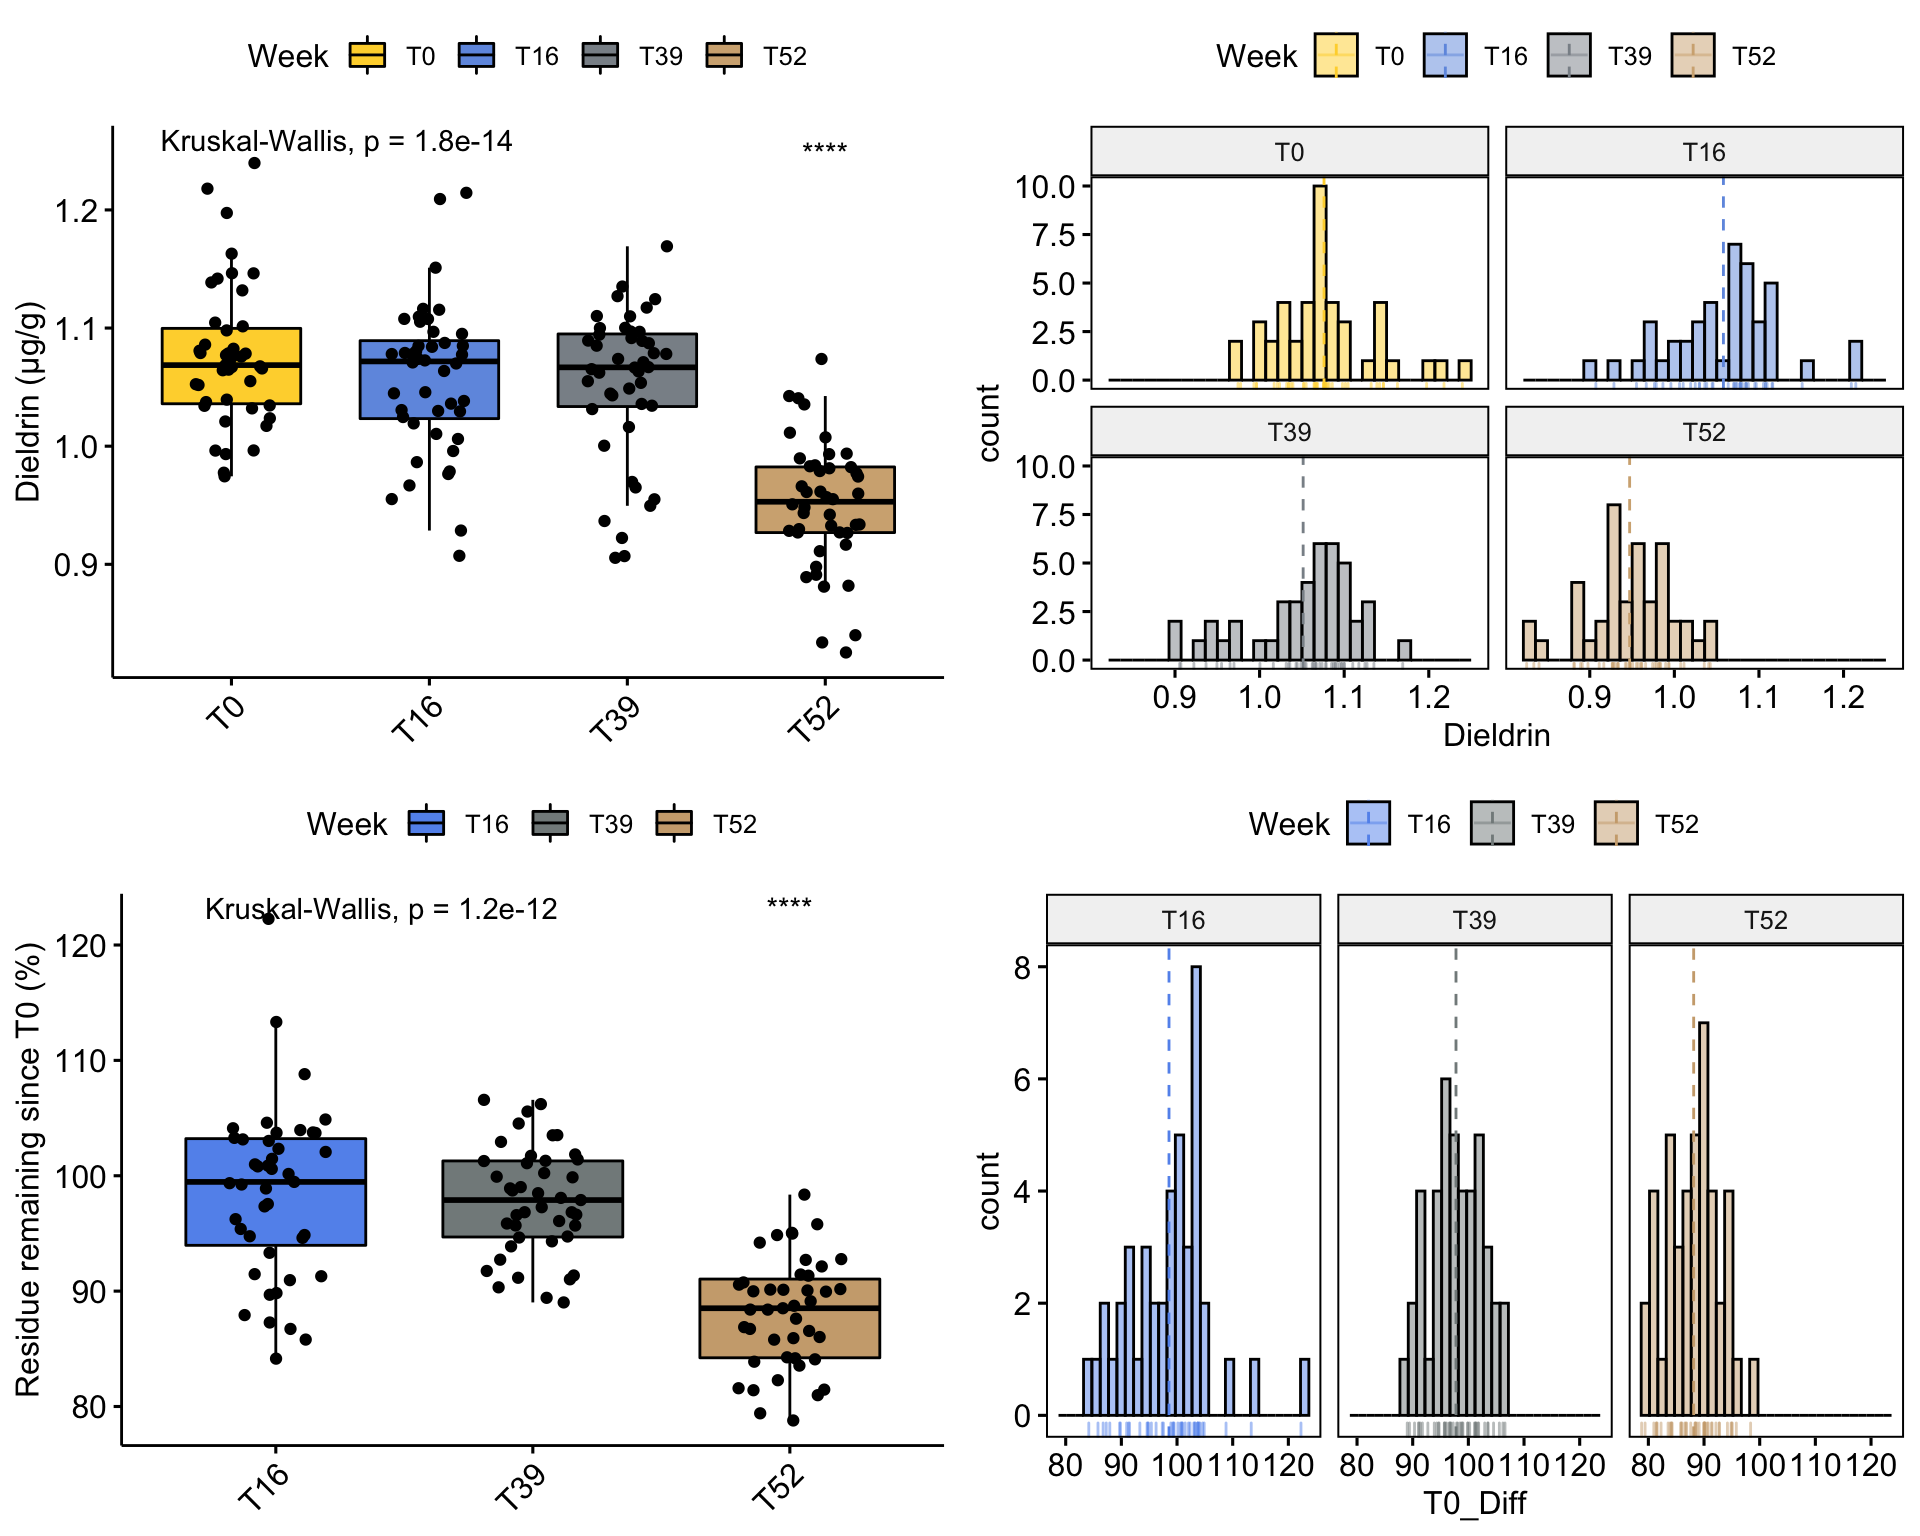 Week T0 T16 T39 T52
Kruskal-Wallis, p = 1.8e-14
****
Dieldrin (µg/g)
1.2
1.1
1.0
0.9
T0 T16 T39 T52
Week T0 T16 T39 T52
T0 T16
10.0
7.5
5.0
2.5
0.0
count
T39 T52
10.0
7.5
5.0
2.5
0.0
0.9 1.0 1.1 1.2 0.9 1.0 1.1 1.2
Dieldrin
Week T16 T39 T52
Kruskal-Wallis, p = 1.2e-12
****
Residue remaining since T0 (%)
120
110
100
90
80
T16 T39 T52
Week T16 T39 T52
T16 T39 T52
count
8
6
4
2
0
80 90 100 110 120 80 90 100 110 120 80 90 100 110 120
T0_Diff